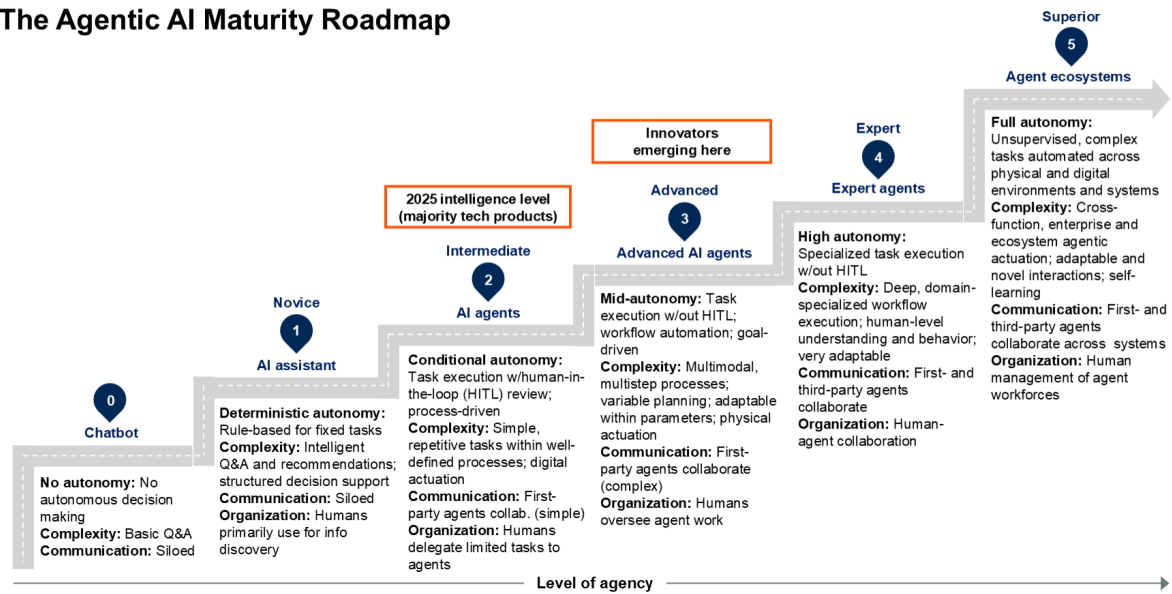 The Agentic AI Maturity Roadmap
0
Chatbot
No autonomy: No
autonomous decision
making
Complexity: Basic Q&A
Communication: Siloed
Novice
1
AI assistant
Deterministic autonomy:
Rule-based for fixed tasks
Complexity: Intelligent
Q&A and recommendations;
structured decision support
Communication: Siloed
Organization: Humans
primarily use for info
discovery
2025 intelligence level
(majority tech products)
Intermediate
2
AI agents
Conditional autonomy:
Task execution w/human-in-
the-loop (HITL) review;
process-driven
Complexity: Simple,
repetitive tasks within well-
defined processes; digital
actuation
Communication: First-
party agents collab. (simple)
Organization: Humans
delegate limited tasks to
agents
Innovators
emerging here
Advanced
3
Advanced AI agents
Mid-autonomy: Task
execution w/out HITL;
workflow automation; goal-
driven
Complexity: Multimodal,
multistep processes;
variable planning; adaptable
within parameters; physical
actuation
Communication: First-
party agents collaborate
(complex)
Organization: Humans
oversee agent work
Expert
4
Expert agents
High autonomy:
Specialized task execution
w/out HITL
Complexity: Deep, domain-
specialized workflow
execution; human-level
understanding and behavior;
very adaptable
Communication: First- and
third-party agents
collaborate
Organization: Human-
agent collaboration
Superior
5
Agent ecosystems
Full autonomy:
Unsupervised, complex
tasks automated across
physical and digital
environments and systems
Complexity: Cross-
function, enterprise and
ecosystem agentic
actuation; adaptable and
novel interactions; self-
learning
Communication: First- and
third-party agents
collaborate across systems
Organization: Human
management of agent
workforces
Level of agency